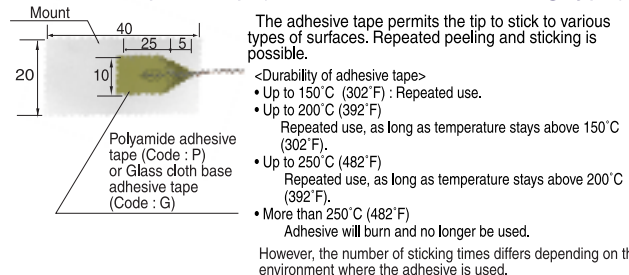 Mount
40
25
5
20
10
Polyamide adhesive
tape (Code : P)
or Glass cloth base
adhesive tape
(Code : G)
The adhesive tape permits the tip to stick to various
types of surfaces. Repeated peeling and sticking is
possible.
<Durability of adhesive tape>
• Up to 150˚C (302˚F) : Repeated use.
• Up to 200˚C (392˚F)
Repeated use, as long as temperature stays above 150˚C
(302˚F).
• Up to 250˚C (482˚F)
Repeated use, as long as temperature stays above 200˚C
(392˚F).
• More than 250˚C (482˚F)
Adhesive will burn and no longer be used.
However, the number of sticking times differs depending on th
environment where the adhesive is used.